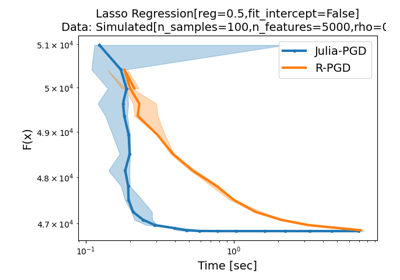 Lasso Regression[reg=0.5,fit_intercept=False]
Data: Simulated[n_samples=100,n_features=5000,rho=0
5.1 × 10⁴
5 × 10⁴
4.9 × 10⁴
4.8 × 10⁴
4.7 × 10⁴
F(x)
Julia-PGD
R-PGD
10⁻¹
10⁰
Time [sec]